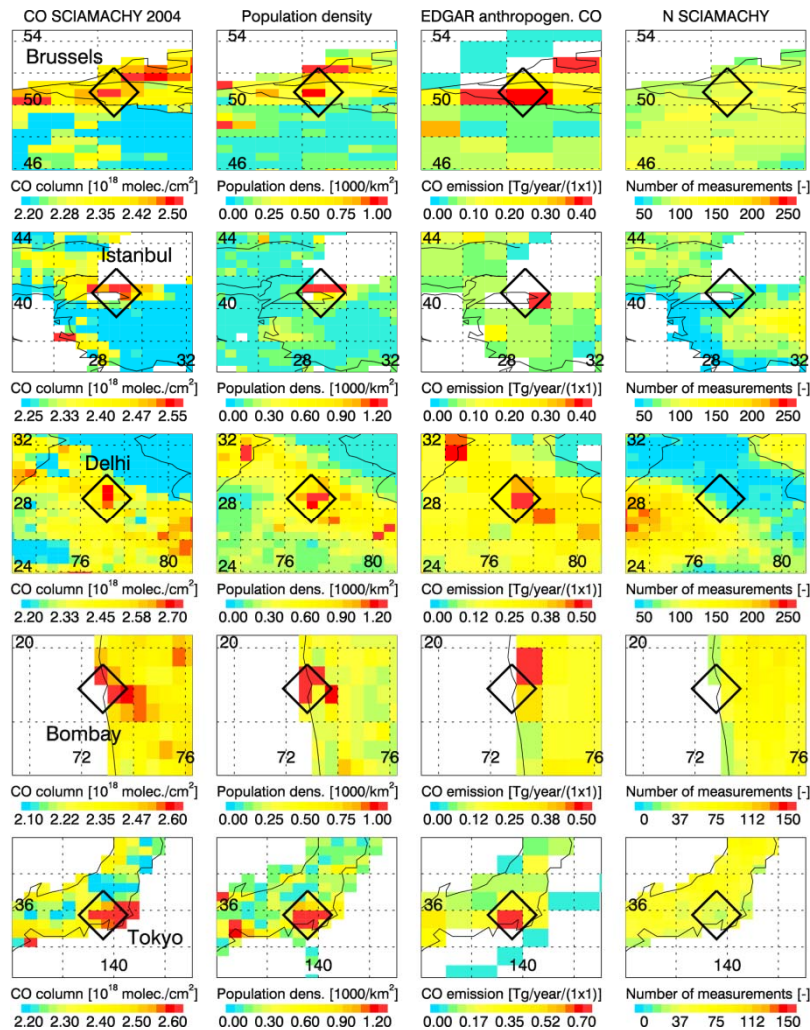 CO SCIAMACHY 2004 Population density EDGAR anthropogen. CO N SCIAMACHY
54 54 54 54
Brussels
50 50 50 50
46 46 46 46
CO column [10¹⁸ molec./cm²] Population dens. [1000/km²] CO emission [Tg/year/(1x1)] Number of measurements [-]
2.20 2.28 2.35 2.42 2.50 0.00 0.25 0.50 0.75 1.00 0.00 0.10 0.20 0.30 0.40 50 100 150 200 250
44 44 44 44
Istanbul
40 40 40 40
28 32 28 32 28 32 28 32
CO column [10¹⁸ molec./cm²] Population dens. [1000/km²] CO emission [Tg/year/(1x1)] Number of measurements [-]
2.25 2.33 2.40 2.47 2.55 0.00 0.30 0.60 0.90 1.20 0.00 0.10 0.20 0.30 0.40 50 100 150 200 250
32 32 32 32
Delhi
28 28 28 28
24 76 80 24 76 80 24 76 80 24 76 80
CO column [10¹⁸ molec./cm²] Population dens. [1000/km²] CO emission [Tg/year/(1x1)] Number of measurements [-]
2.20 2.33 2.45 2.58 2.70 0.00 0.30 0.60 0.90 1.20 0.00 0.12 0.25 0.38 0.50 50 100 150 200 250
20 20 20 20
Bombay
72 76 72 76 72 76 72 76
CO column [10¹⁸ molec./cm²] Population dens. [1000/km²] CO emission [Tg/year/(1x1)] Number of measurements [-]
2.10 2.22 2.35 2.48 2.60 0.00 0.25 0.50 0.75 1.00 0.00 0.12 0.25 0.38 0.50 0 37 75 112 150
36 36 36 36
Tokyo
140 140 140 140
CO column [10¹⁸ molec./cm²] Population dens. [1000/km²] CO emission [Tg/year/(1x1)] Number of measurements [-]
2.20 2.30 2.40 2.50 2.60 0.00 0.30 0.60 0.90 1.20 0.00 0.17 0.35 0.52 0.70 0 37 75 112 150